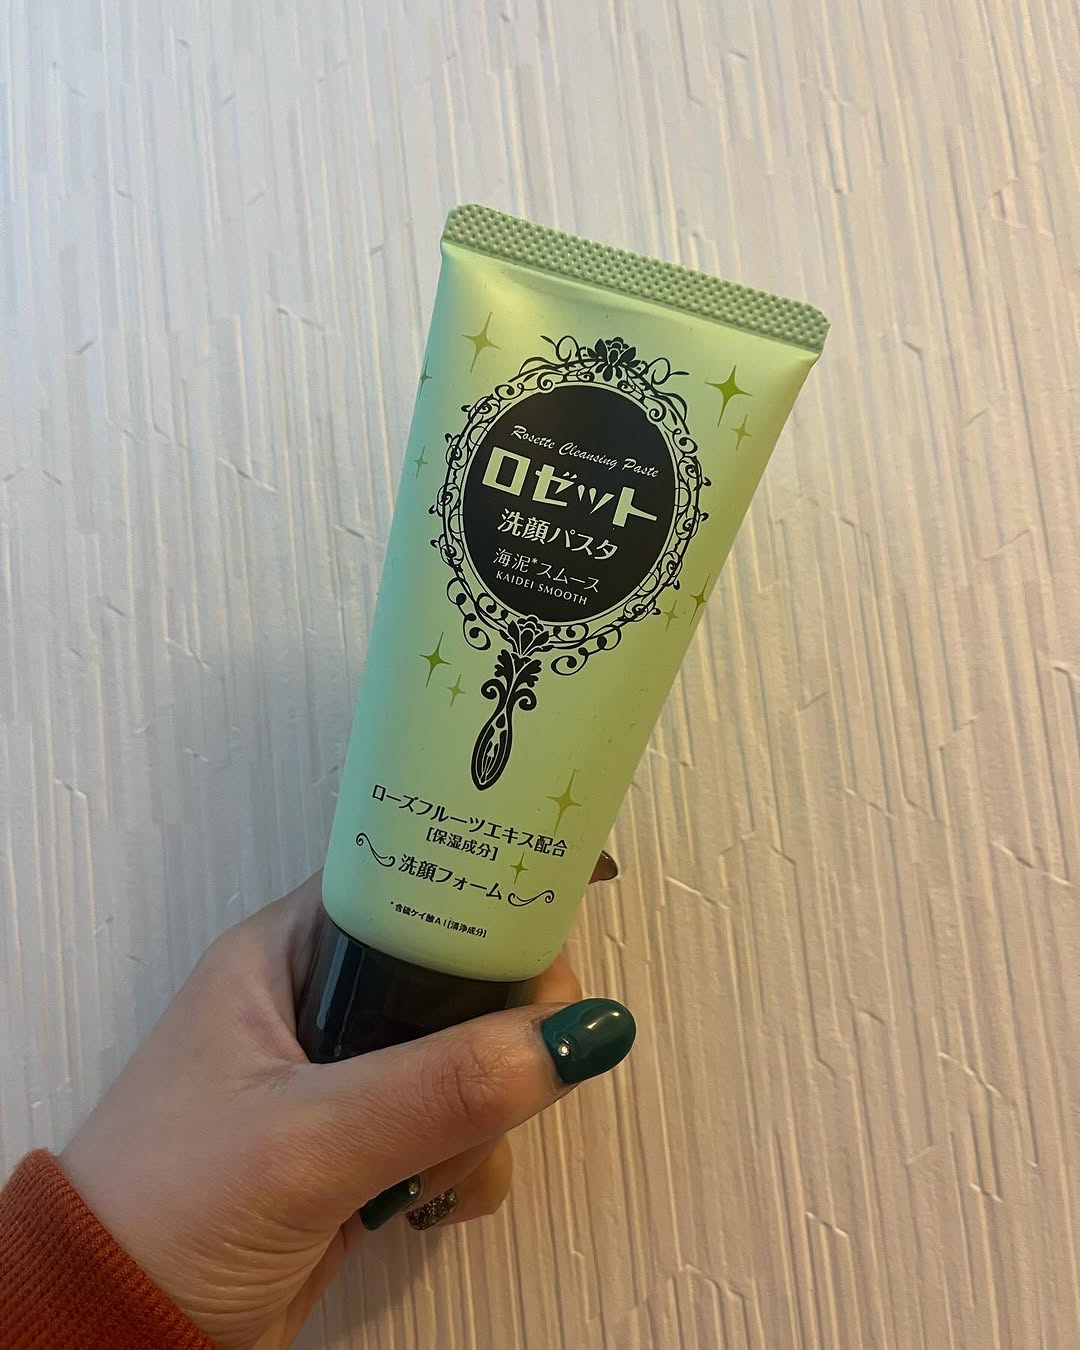 Rosette Cleansing Paste
ロゼット
洗顔パスタ
海泥*スムース
KAIDEI SMOOTH
ローズフルーツエキス配合
[保湿成分]
洗顔フォーム
*含硫ケイ酸Al[清浄成分]